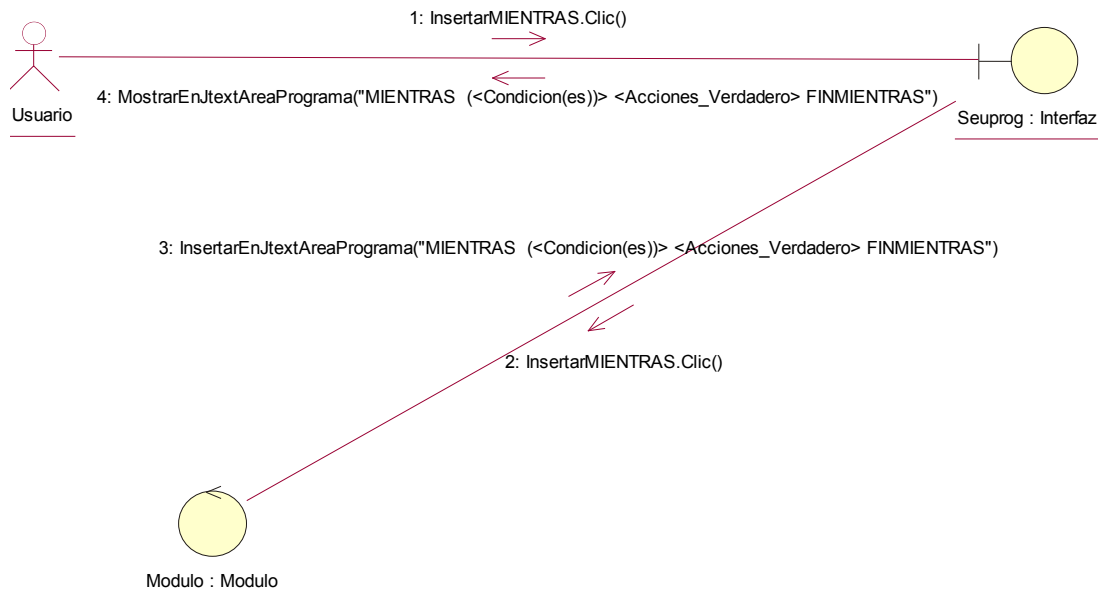 1: InsertarMIENTRAS.Clic()
4: MostrarEnJtextAreaPrograma("MIENTRAS (<Condicion(es))> <Acciones_Verdadero> FINMIENTRAS")
Usuario
Seuprog : Interfaz
3: InsertarEnJtextAreaPrograma("MIENTRAS (<Condicion(es))> <Acciones_Verdadero> FINMIENTRAS")
2: InsertarMIENTRAS.Clic()
Modulo : Modulo